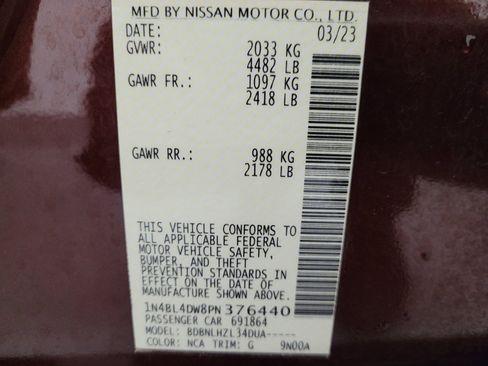 MFD BY NISSAN MOTOR CO., LTD.
DATE: 03/23
GVWR: 2033 KG
4482 LB
GAWR FR.: 1097 KG
2418 LB
GAWR RR.: 988 KG
2178 LB
THIS VEHICLE CONFORMS TO
ALL APPLICABLE FEDERAL
MOTOR VEHICLE SAFETY,
BUMPER, AND THEFT
PREVENTION STANDARDS IN
EFFECT ON THE DATE OF
MANUFACTURE SHOWN ABOVE.
1N4BL4DW8PN376440
PASSENGER CAR 691864
MODEL: BDBNLHZL34DUA-----
COLOR: NCA TRIM: G 9N00A